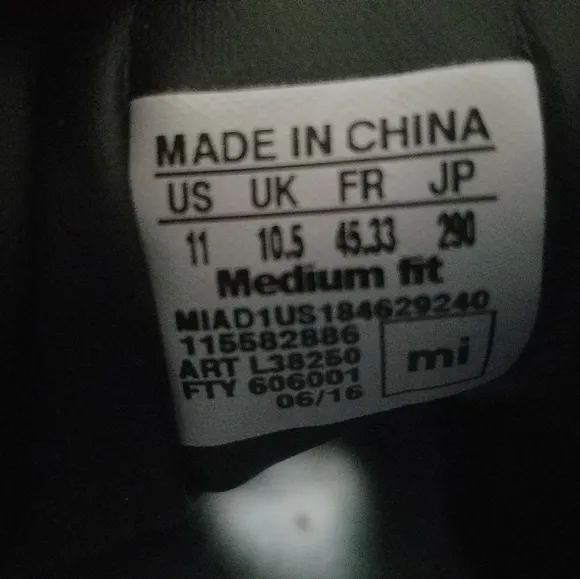 MADE IN CHINA
US UK FR JP
11 10.5 45.33 290
Medium fit
MIAD1US184629240
115582886
ART L38250
FTY 606001
06/16
mi